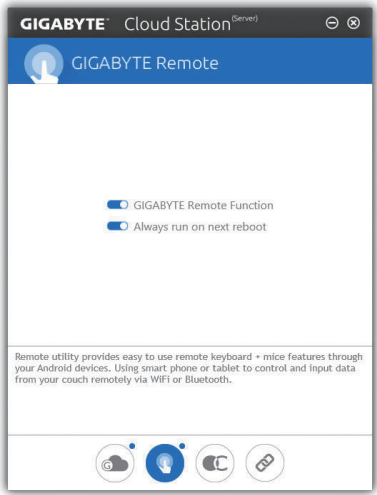 GIGABYTE™ Cloud Station (Server)
GIGABYTE Remote
GIGABYTE Remote Function
Always run on next reboot
Remote utility provides easy to use remote keyboard + mice features through
your Android devices. Using smart phone or tablet to control and input data
from your couch remotely via WiFi or Bluetooth.
G